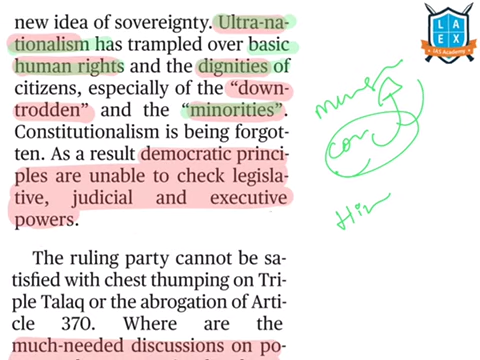 new idea of sovereignty. Ultra-na-
tionalism has trampled over basic
human rights and the dignities of
citizens, especially of the “down-
trodden” and the “minorities”.
Constitutionalism is being forgot-
ten. As a result democratic princi-
ples are unable to check legisla-
tive, judicial and executive
powers.
The ruling party cannot be sa-
tisfied with chest thumping on Tri-
ple Talaq or the abrogation of Arti-
cle 370. Where are the
much-needed discussions on po-
L A
E X
IAS Academy
con